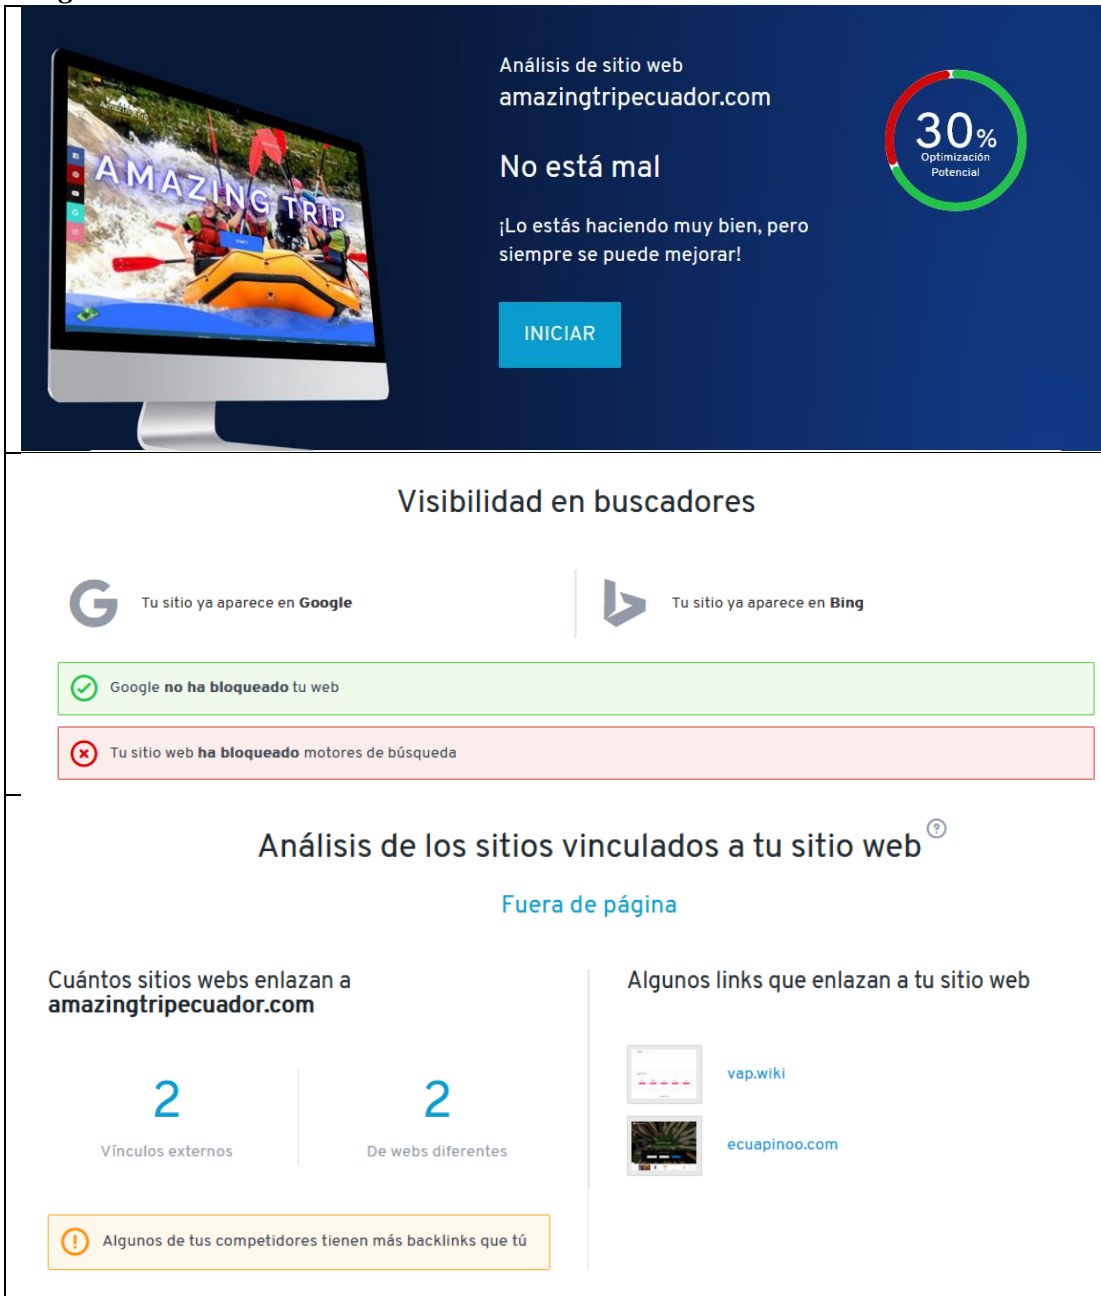 Análisis de sitio web
amazingtripecuador.com
30%
Optimización
Potencial
No está mal
¡Lo estás haciendo muy bien, pero
siempre se puede mejorar!
INICIAR
AMAZING TRIP
Visibilidad en buscadores
Tu sitio ya aparece en Google
Tu sitio ya aparece en Bing
Google no ha bloqueado tu web
Tu sitio web ha bloqueado motores de búsqueda
Análisis de los sitios vinculados a tu sitio web
Fuera de página
Cuántos sitios webs enlazan a
amazingtripecuador.com
2
Vínculos externos
2
De webs diferentes
Algunos de tus competidores tienen más backlinks que tú
Algunos links que enlazan a tu sitio web
vap.wiki
ecuapinoo.com